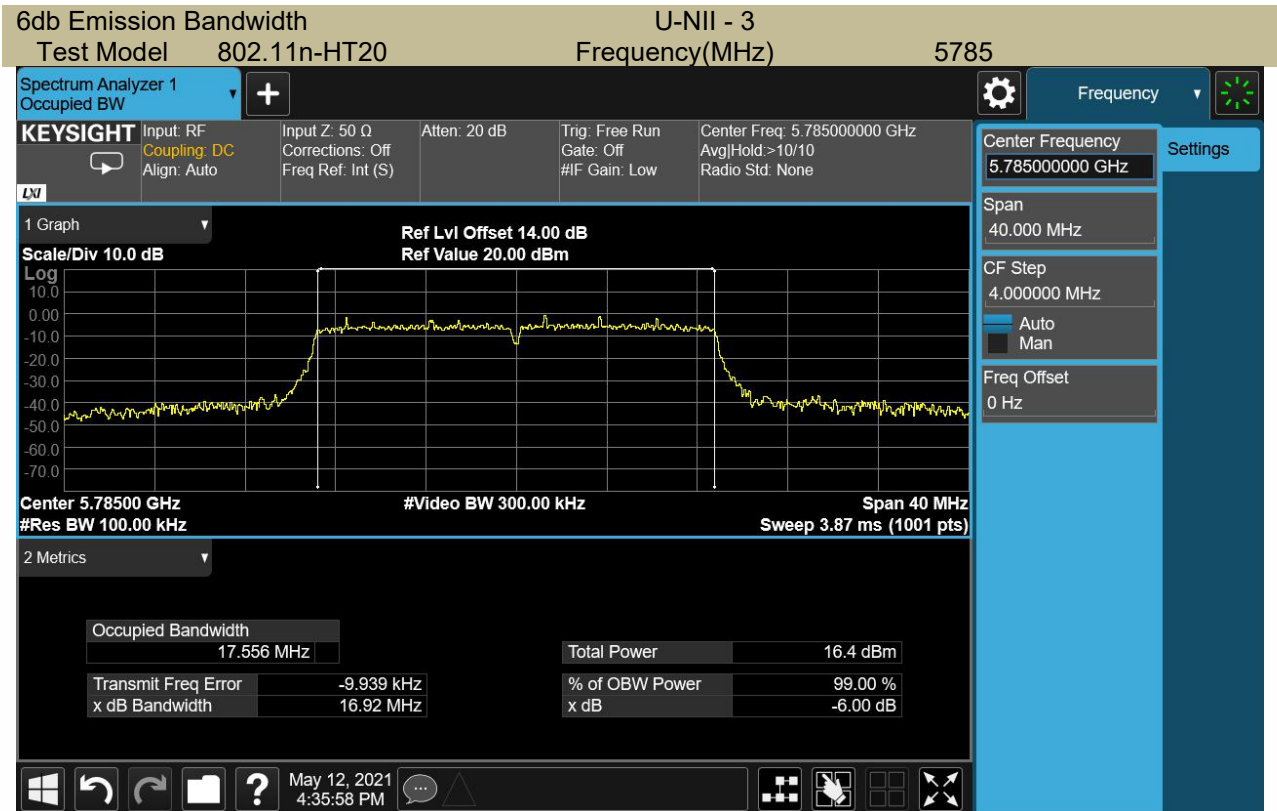 6db Emission Bandwidth U-NII - 3
Test Model 802.11n-HT20 Frequency(MHz) 5785
Spectrum Analyzer 1
Occupied BW
+
Frequency
KEYSIGHT
LXI
Input: RF
Coupling: DC
Align: Auto
Input Z: 50 Ω
Corrections: Off
Freq Ref: Int (S)
Atten: 20 dB
Trig: Free Run
Gate: Off
#IF Gain: Low
Center Freq: 5.785000000 GHz
Avg|Hold:>10/10
Radio Std: None
Center Frequency
5.785000000 GHz
Settings
Span
40.000 MHz
CF Step
4.000000 MHz
Auto
Man
Freq Offset
0 Hz
1 Graph
Scale/Div 10.0 dB
Ref Lvl Offset 14.00 dB
Ref Value 20.00 dBm
Log
10.0
0.00
-10.0
-20.0
-30.0
-40.0
-50.0
-60.0
-70.0
Center 5.78500 GHz #Video BW 300.00 kHz Span 40 MHz
#Res BW 100.00 kHz Sweep 3.87 ms (1001 pts)
2 Metrics
Occupied Bandwidth
17.556 MHz
Total Power 16.4 dBm
Transmit Freq Error -9.939 kHz % of OBW Power 99.00 %
x dB Bandwidth 16.92 MHz x dB -6.00 dB
?
May 12, 2021
4:35:58 PM